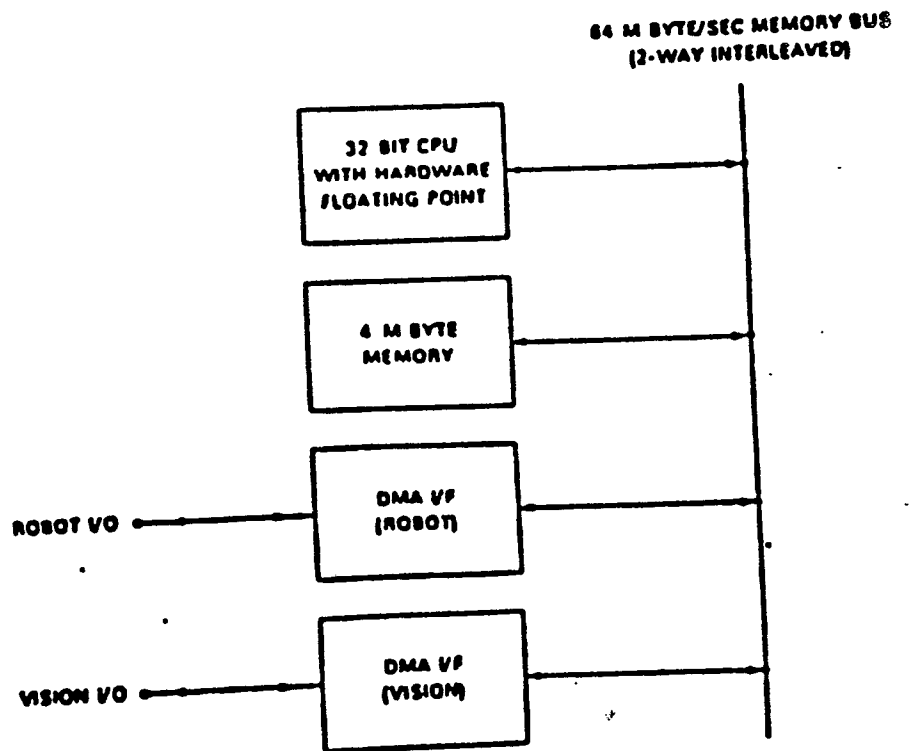 64 M BYTE/SEC MEMORY BUS
(2-WAY INTERLEAVED)
32 BIT CPU
WITH HARDWARE
FLOATING POINT
4 M BYTE
MEMORY
DMA I/F
(ROBOT)
ROBOT I/O
DMA I/F
(VISION)
VISION I/O